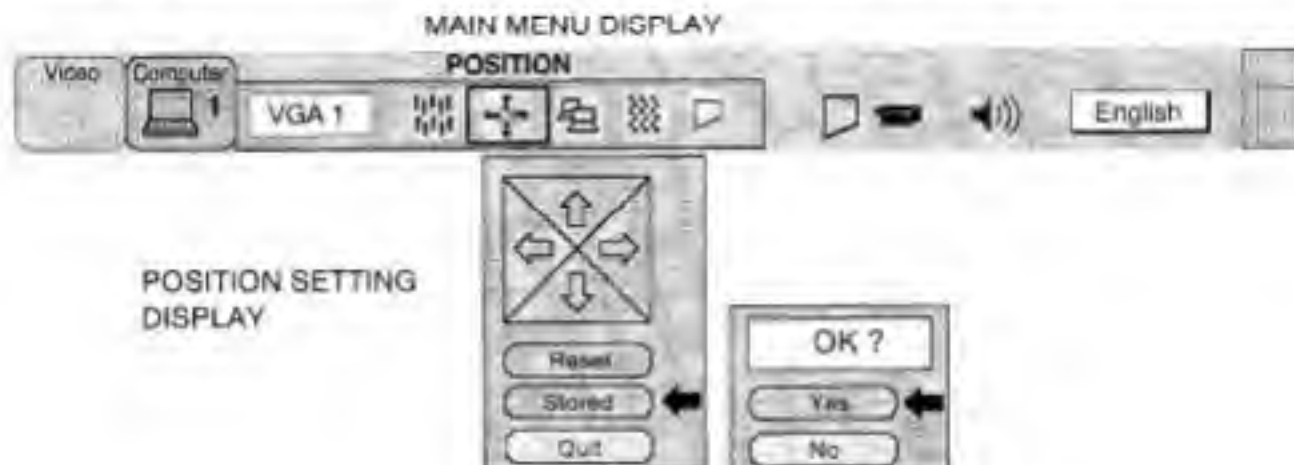 MAIN MENU DISPLAY
POSITION
Video
Computer
1
VGA 1
English
POSITION SETTING
DISPLAY
Reset
Stored
Quit
OK ?
Yes
No